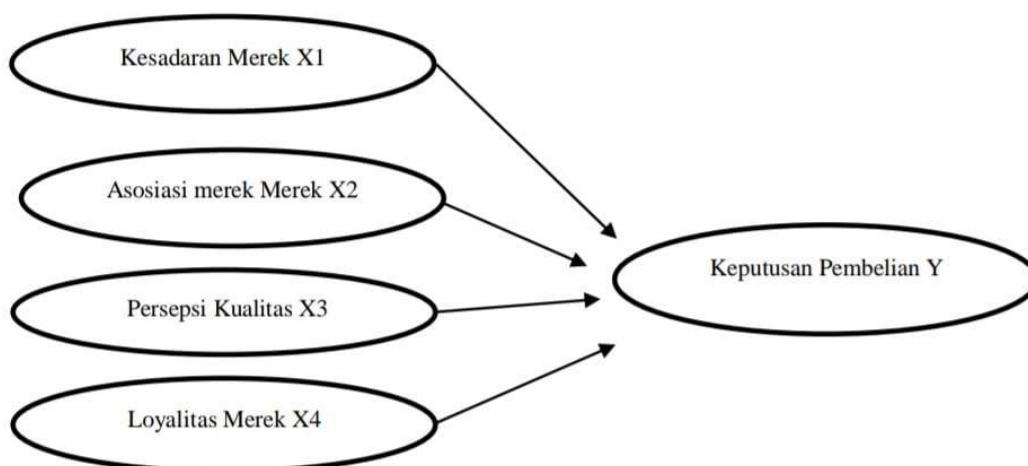 Kesadaran Merek X1
Asosiasi merek Merek X2
Keputusan Pembelian Y
Persepsi Kualitas X3
Loyalitas Merek X4